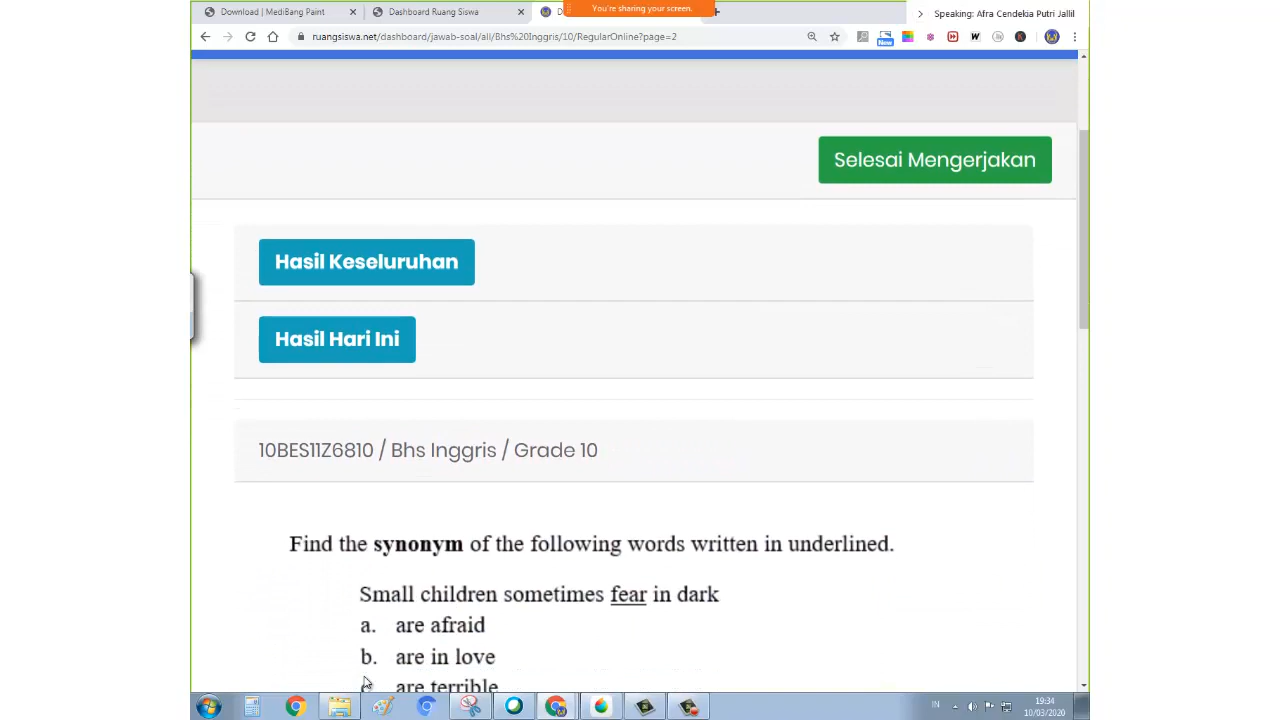 Download | MediBang Paint
Dashboard Ruang Siswa
You're sharing your screen.
Speaking: Afra Cendekia Putri Jallil
ruangsiswa.net/dashboard/jawab-soal/all/Bhs%20Inggris/10/RegularOnline?page=2
New
Selesai Mengerjakan
Hasil Keseluruhan
Hasil Hari Ini
10BES11Z6810 / Bhs Inggris / Grade 10
Find the synonym of the following words written in underlined.
Small children sometimes fear in dark
a. are afraid
b. are in love
are terrible
IN
19:34
10/03/2020